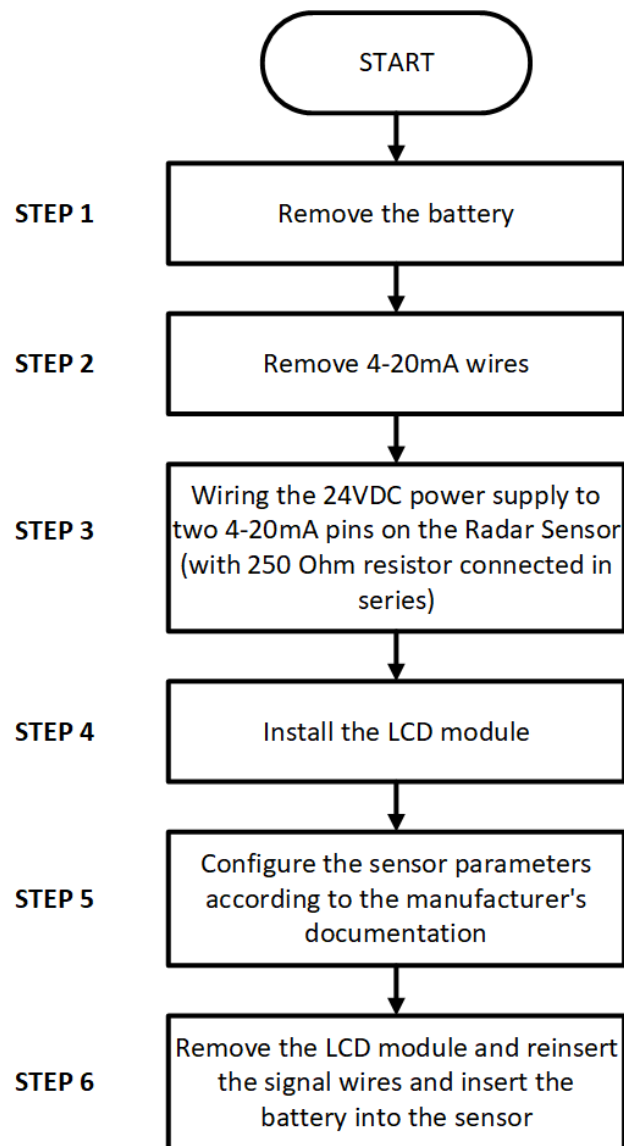 START
STEP 1
Remove the battery
STEP 2
Remove 4-20mA wires
STEP 3
Wiring the 24VDC power supply to
two 4-20mA pins on the Radar Sensor
(with 250 Ohm resistor connected in
series)
STEP 4
Install the LCD module
STEP 5
Configure the sensor parameters
according to the manufacturer's
documentation
STEP 6
Remove the LCD module and reinsert
the signal wires and insert the
battery into the sensor